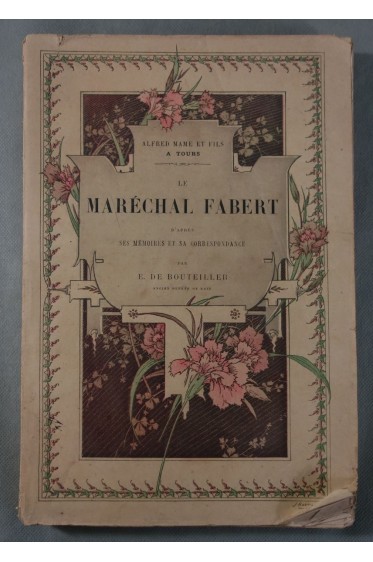 ALFRED MAME ET FILS
A TOURS
LE
MARÉCHAL FABERT
D'APRÈS
SES MÉMOIRES ET SA CORRESPONDANCE
PAR
E. DE BOUTEILLER